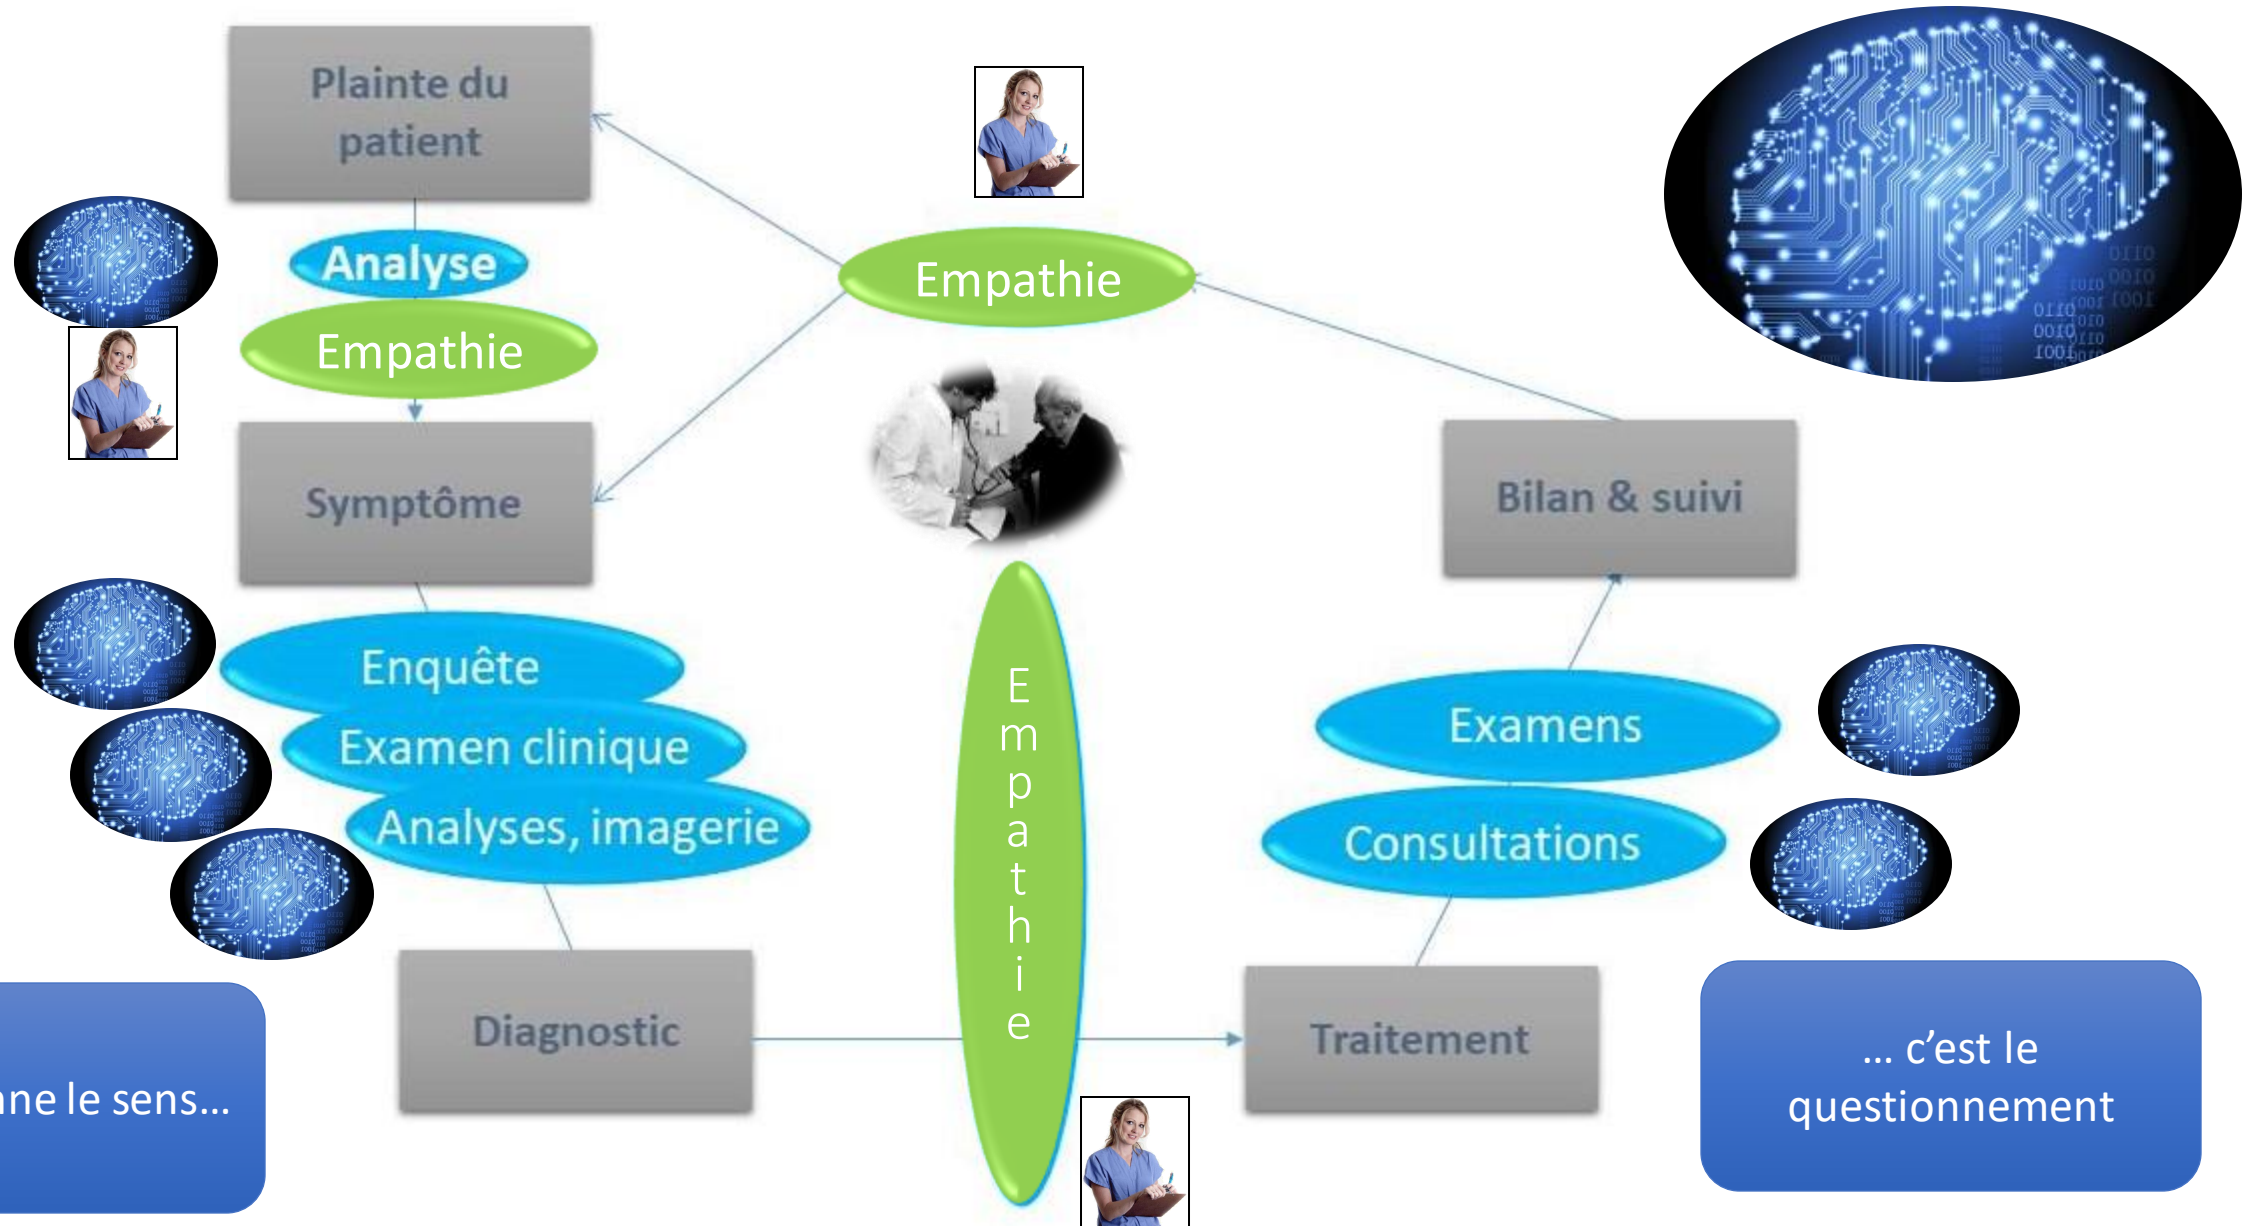 Plainte du
patient
Analyse
Empathie
Empathie
Symptôme
Bilan & suivi
Enquête
Examen clinique
Analyses, imagerie
Empathie
Examens
Consultations
Diagnostic
Traitement
le sens…
… c’est le
questionnement